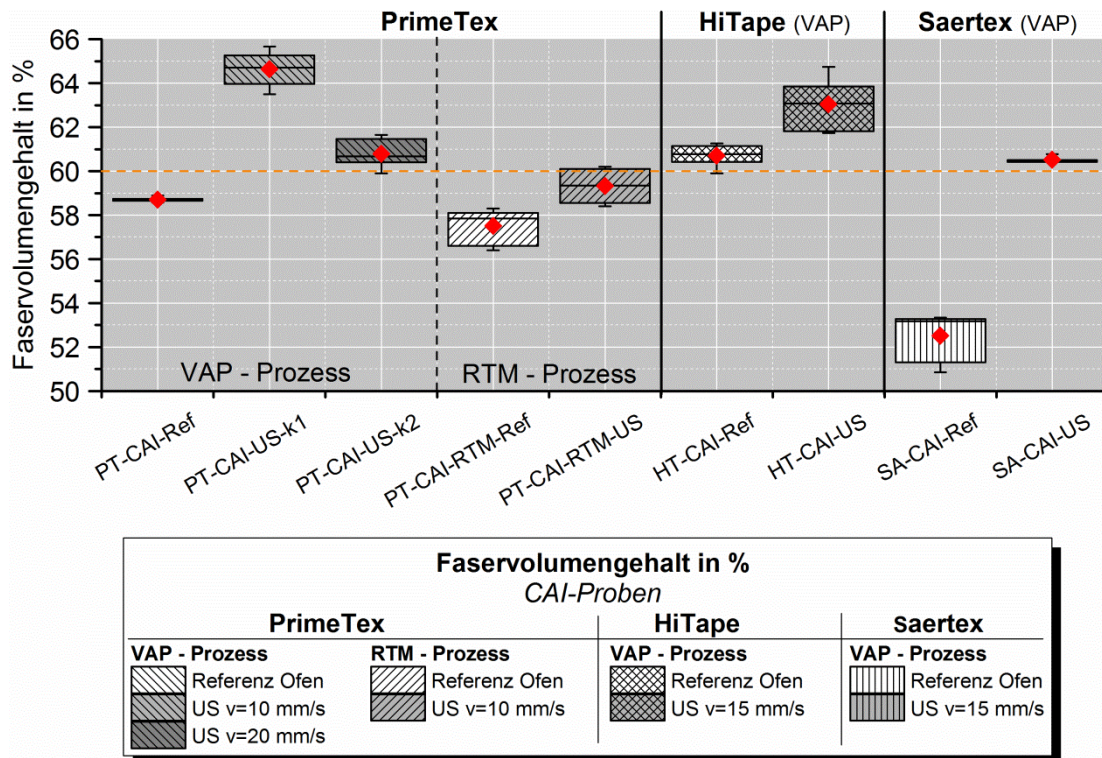 PrimeTex HiTape (VAP) Saertex (VAP)
Faservolumengehalt in %
66
64
62
60
58
56
54
52
50
VAP - Prozess RTM - Prozess
PT-CAI-Ref
PT-CAI-US-k1
PT-CAI-US-k2
PT-CAI-RTM-Ref
PT-CAI-RTM-US
HT-CAI-Ref
HT-CAI-US
SA-CAI-Ref
SA-CAI-US
Faservolumengehalt in %
CAI-Proben
PrimeTex HiTape Saertex
VAP - Prozess RTM - Prozess VAP - Prozess VAP - Prozess
Referenz Ofen Referenz Ofen Referenz Ofen Referenz Ofen
US v=10 mm/s US v=10 mm/s US v=15 mm/s US v=15 mm/s
US v=20 mm/s